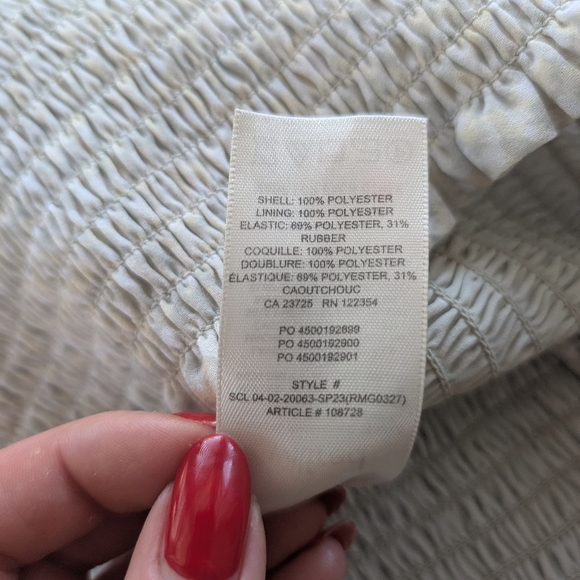 SHELL: 100% POLYESTER
LINING: 100% POLYESTER
ELASTIC: 69% POLYESTER, 31%
RUBBER
COQUILLE: 100% POLYESTER
DOUBLURE: 100% POLYESTER
ÉLASTIQUE: 69% POLYESTER, 31%
CAOUTCHOUC
CA 23725 RN 122354
PO 4500192899
PO 4500192900
PO 4500192901
STYLE #
SCL 04-02-20063-SP23(RMG0327)
ARTICLE # 108728